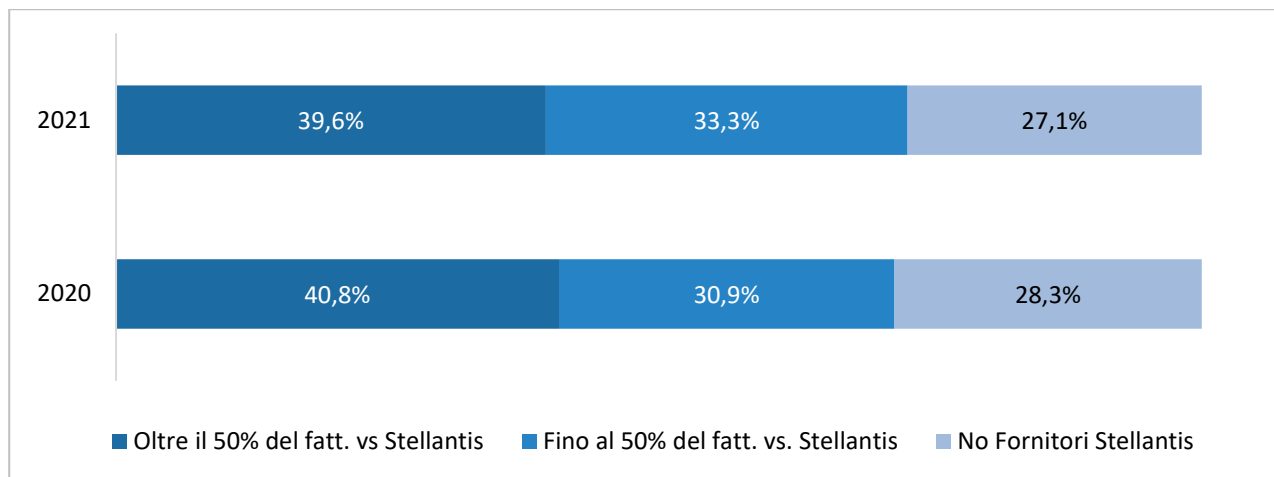 2021 39,6% 33,3% 27,1%
2020 40,8% 30,9% 28,3%
Oltre il 50% del fatt. vs Stellantis Fino al 50% del fatt. vs. Stellantis No Fornitori Stellantis